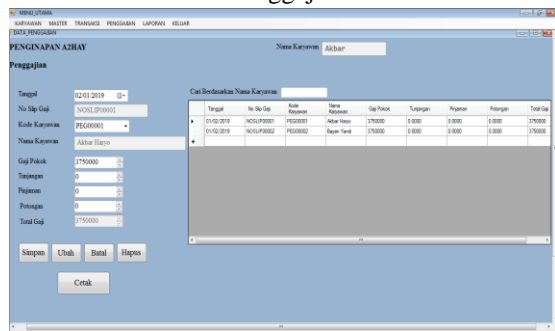 MENU_UTAMA
KARYAWAN MASTER TRANSAKSI PENGGAJIAN LAPORAN KELUAR
DATA_PENGGAJIAN
PENGINAPAN A2HAY
Nama Karyawan Akbar
Penggajian
Tanggal 02/01/2019
Cari Berdasarkan Nama Karyawan
No Slip Gaji NOSLIP00001
Kode Karyawan PEG00001
Nama Kayawan Akbar Haryo
Gaji Pokok 3750000
Tunjangan 0
Pinjaman 0
Potongan 0
Total Gaji 3750000
Tanggal No Slip Gaji Kode Karyawan Nama Karyawan Gaji Pokok Tunjangan Pinjaman Potongan Total Gaji
01/02/2019 NOSLIP00001 PEG00001 Akbar Haryo 3750000 0.0000 0.0000 0.0000 3750000
01/02/2019 NOSLIP00002 PEG00002 Bayan Yandi 3750000 0.0000 0.0000 0.0000 3750000
Simpan Ubah Batal Hapus
Cetak